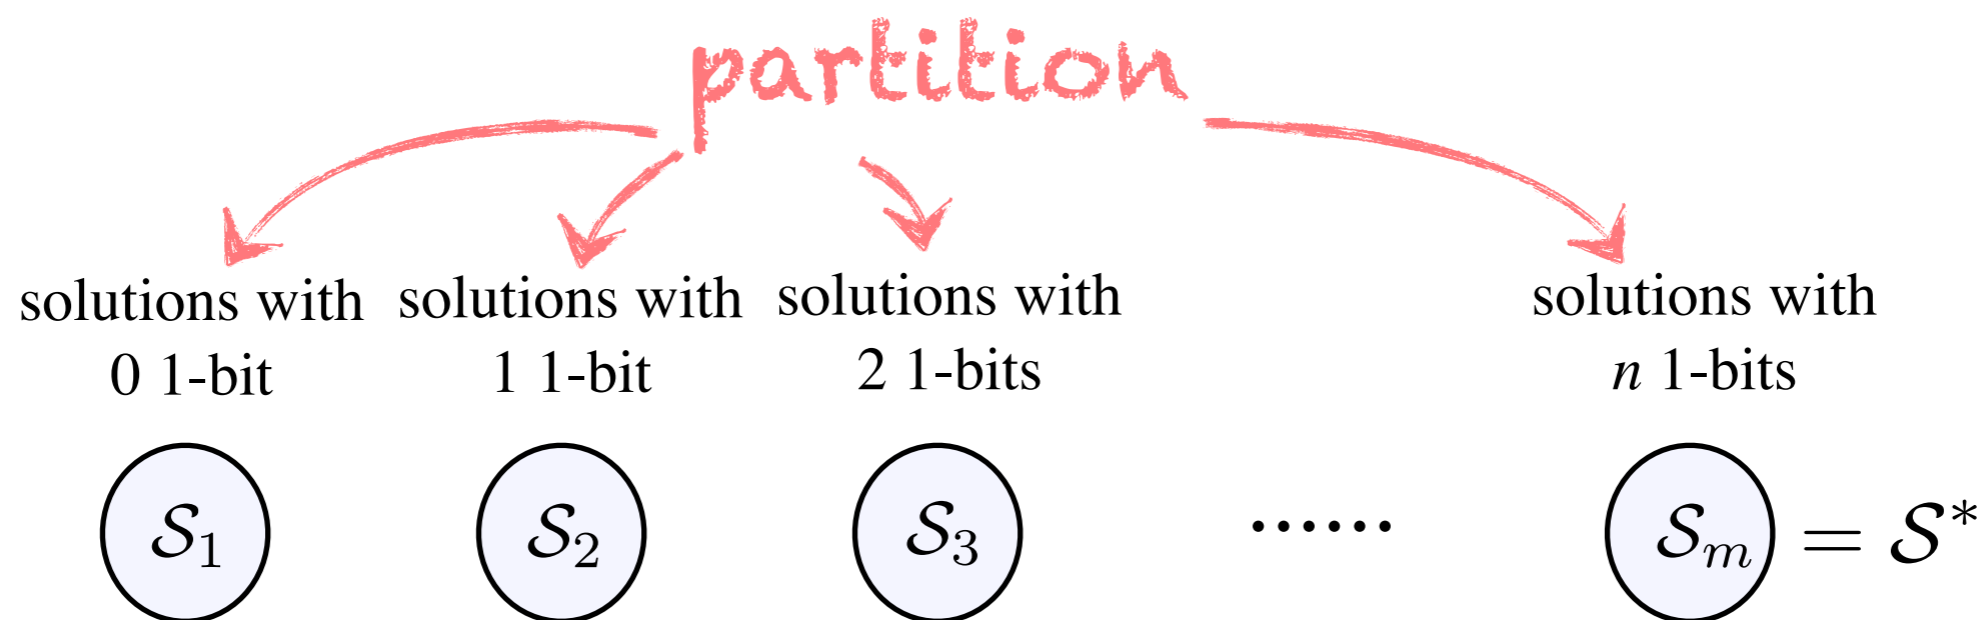 partition
solutions with solutions with solutions with solutions with
0 1-bit 1 1-bit 2 1-bits n 1-bits
𝒮₁ 𝒮₂ 𝒮₃ ······ 𝒮ₘ = 𝒮*